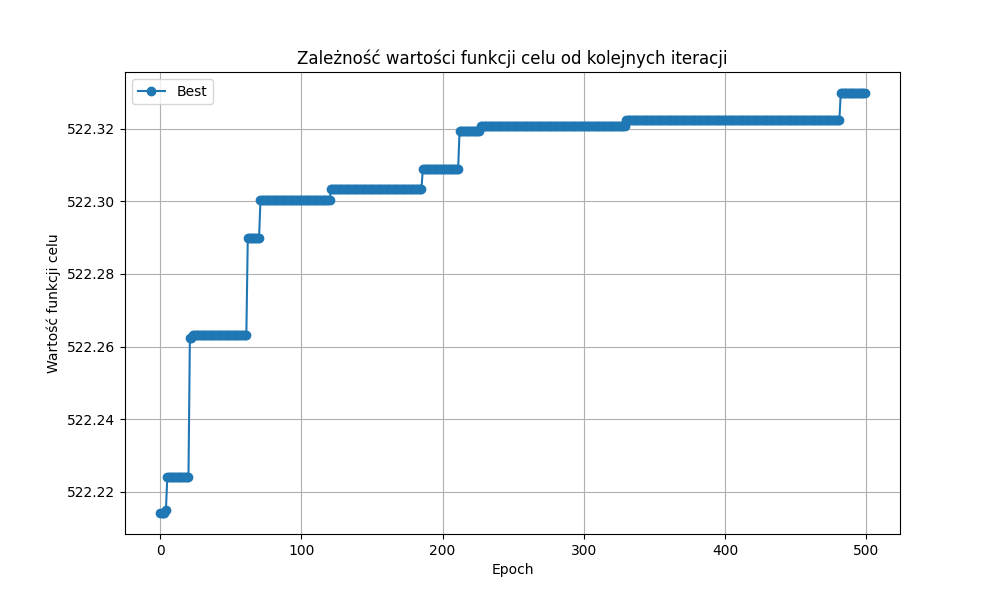 Zależność wartości funkcji celu od kolejnych iteracji
Best
522.32
522.30
522.28
522.26
522.24
522.22
Wartość funkcji celu
0 100 200 300 400 500
Epoch